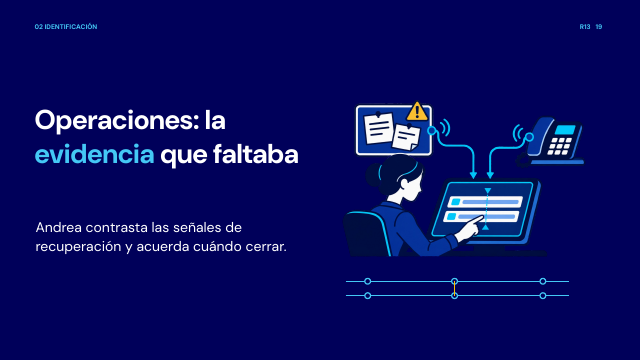 02 IDENTIFICACIÓN
R13 19
Operaciones: la
evidencia que faltaba
Andrea contrasta las señales de
recuperación y acuerda cuándo cerrar.